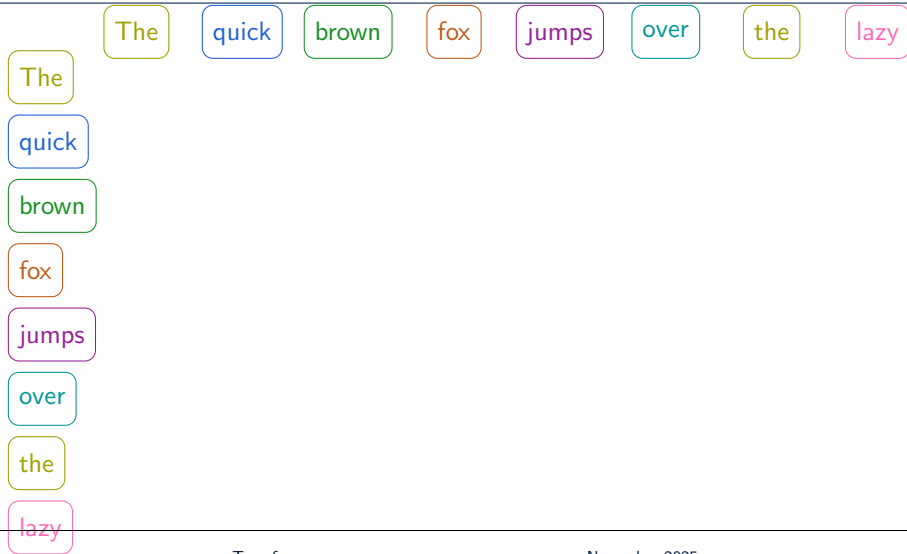 The quick brown fox jumps over the lazy
The
quick
brown
fox
jumps
over
the
lazy